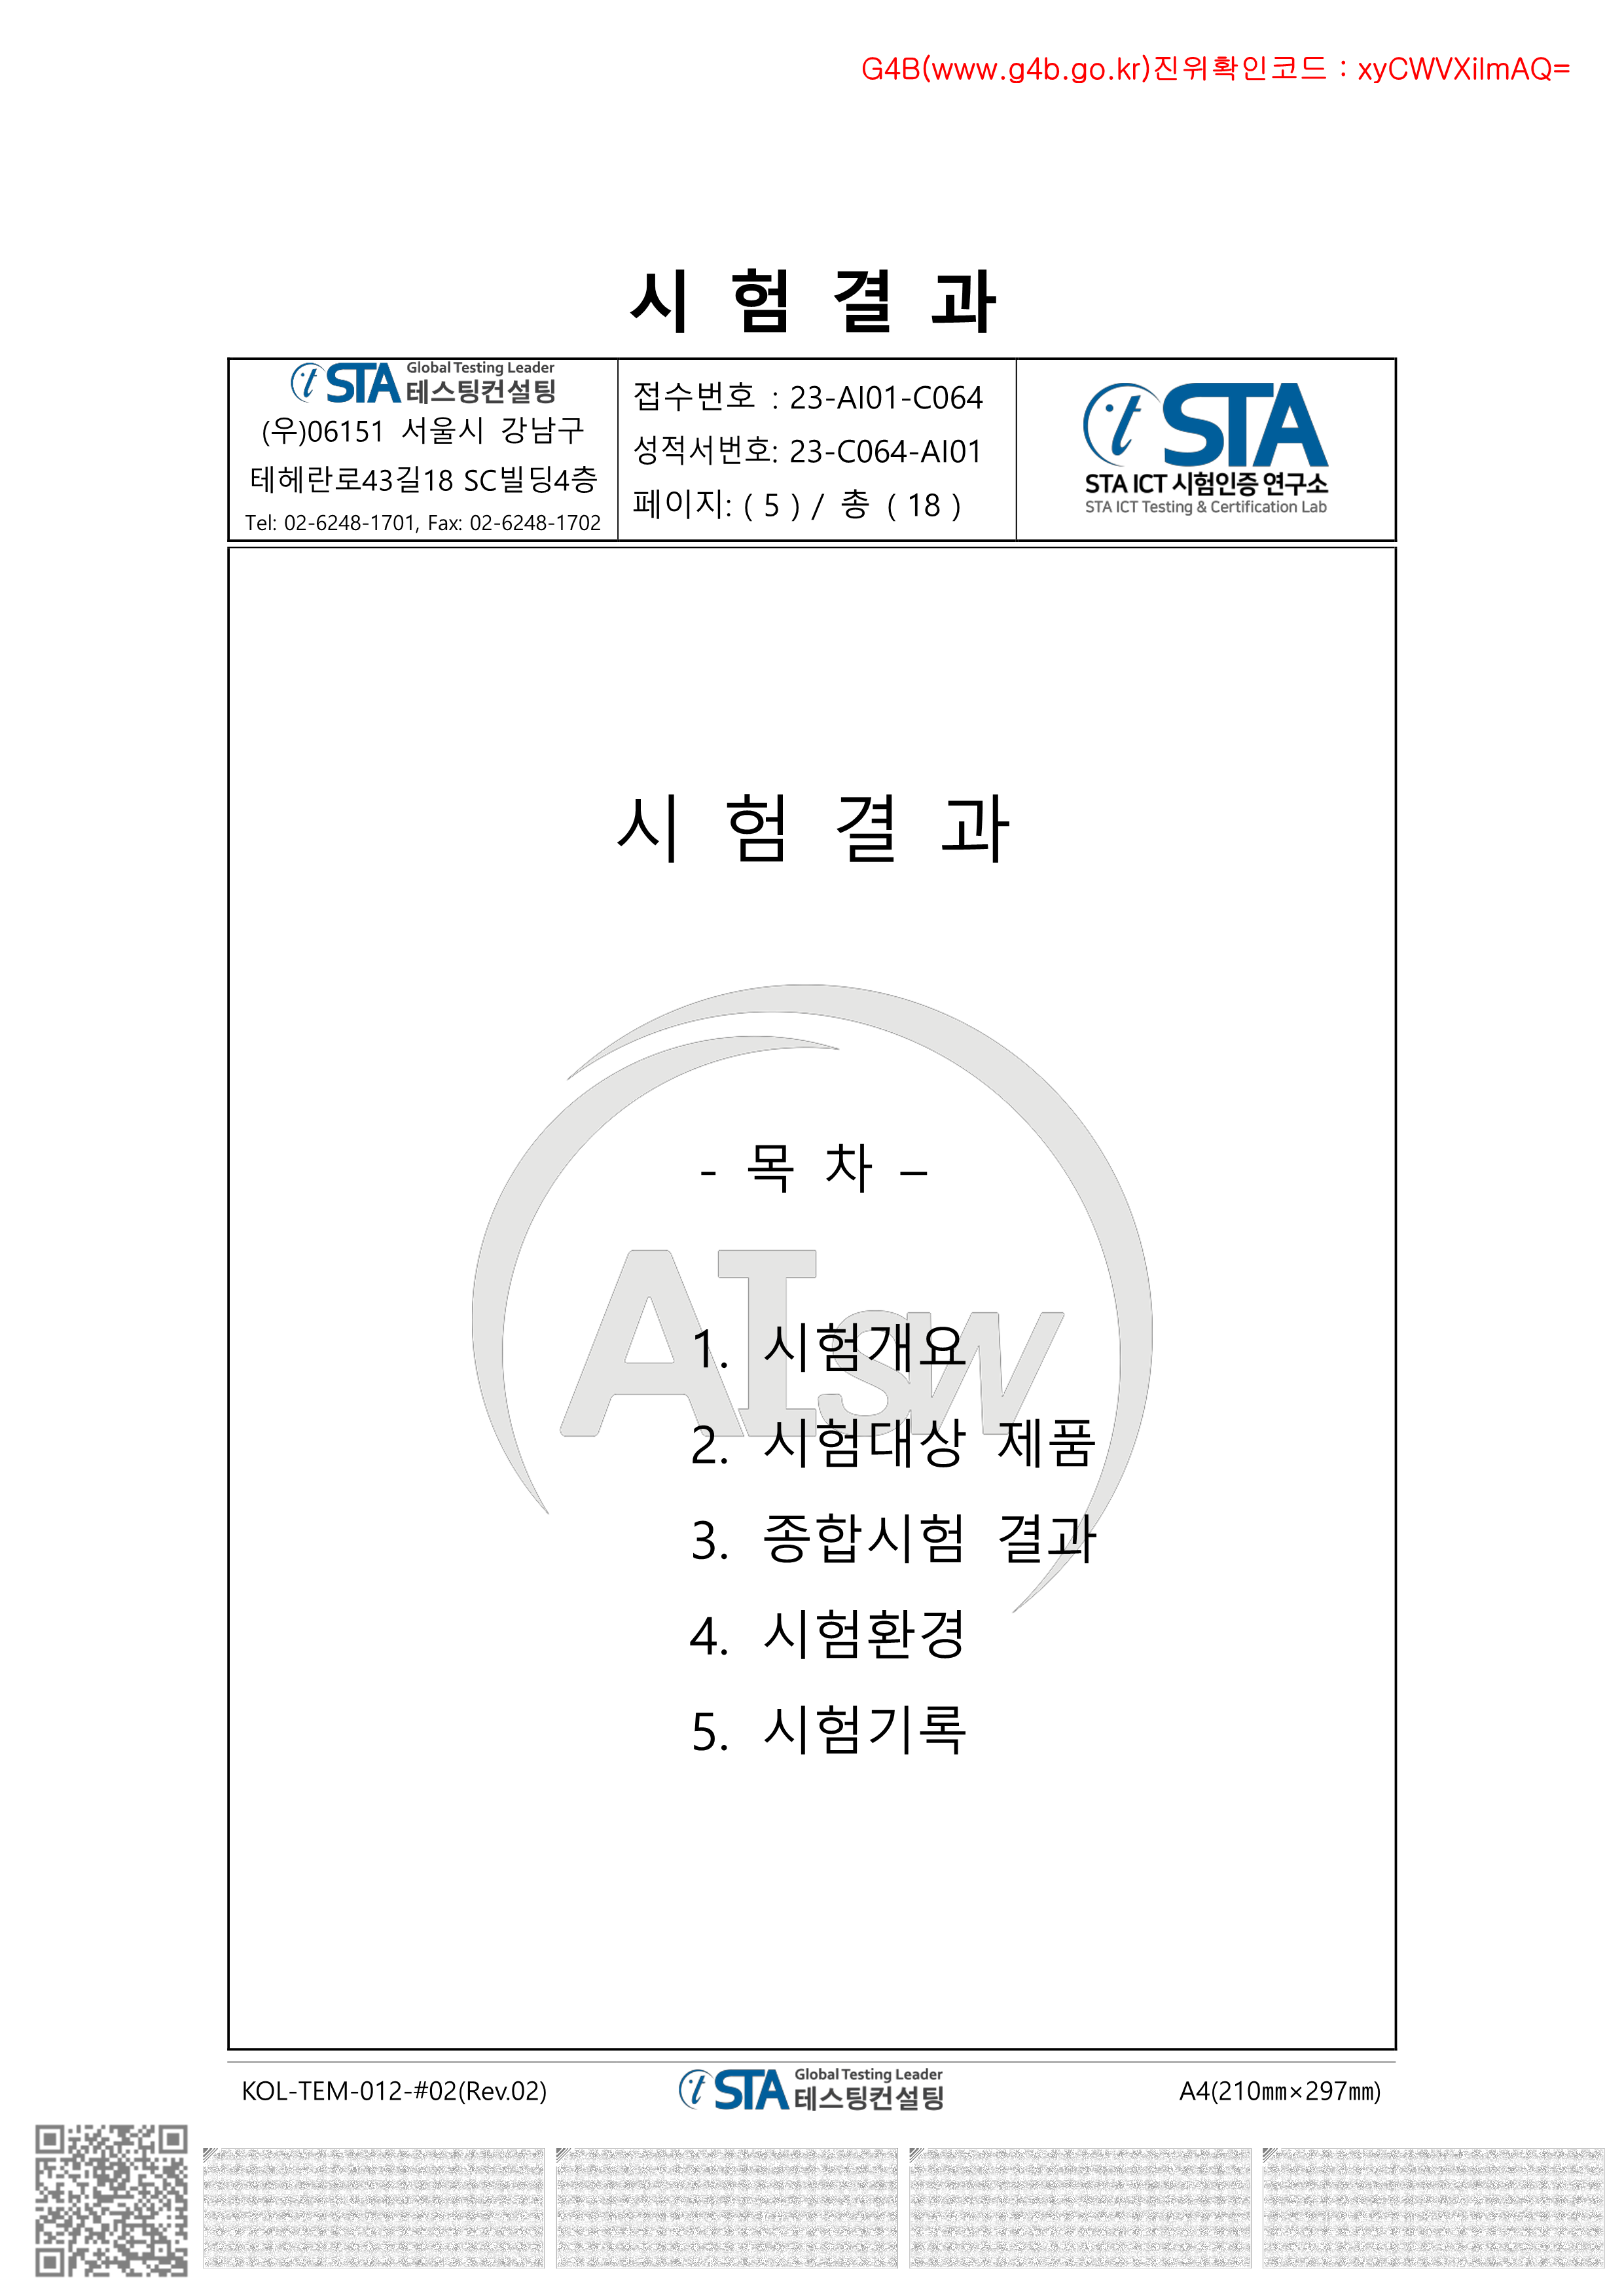 G4B(www.g4b.go.kr)진위확인코드 : xyCWVXiImAQ=
시 험 결 과
t STA Global Testing Leader
테스팅컨설팅
(우)06151 서울시 강남구
테헤란로43길18 SC빌딩4층
Tel: 02-6248-1701, Fax: 02-6248-1702
접수번호 : 23-AI01-C064
성적서번호: 23-C064-AI01
페이지: ( 5 ) / 총 ( 18 )
t STA
STA ICT 시험인증 연구소
STA ICT Testing & Certification Lab
시 험 결 과
- 목 차 –
AIsw
1. 시험개요
2. 시험대상 제품
3. 종합시험 결과
4. 시험환경
5. 시험기록
KOL-TEM-012-#02(Rev.02)
t STA Global Testing Leader
테스팅컨설팅
A4(210㎜×297㎜)